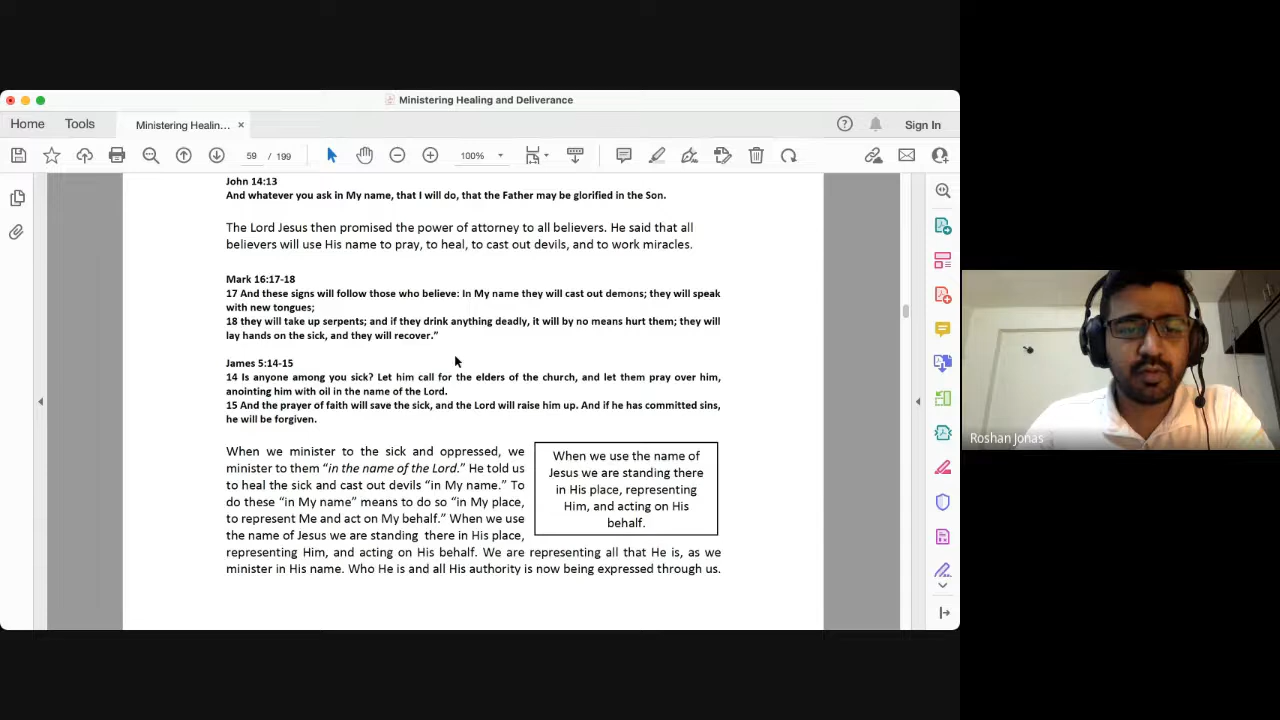 Ministering Healing and Deliverance
Home
Tools
Ministering Healin...
Sign In
59 / 199
100%
John 14:13
And whatever you ask in My name, that I will do, that the Father may be glorified in the Son.
The Lord Jesus then promised the power of attorney to all believers. He said that all
believers will use His name to pray, to heal, to cast out devils, and to work miracles.
Mark 16:17-18
17 And these signs will follow those who believe: In My name they will cast out demons; they will speak
with new tongues;
18 they will take up serpents; and if they drink anything deadly, it will by no means hurt them; they will
lay hands on the sick, and they will recover.”
James 5:14-15
14 Is anyone among you sick? Let him call for the elders of the church, and let them pray over him,
anointing him with oil in the name of the Lord.
15 And the prayer of faith will save the sick, and the Lord will raise him up. And if he has committed sins,
he will be forgiven.
When we minister to the sick and oppressed, we
minister to them “in the name of the Lord.” He told us
to heal the sick and cast out devils “in My name.” To
do these “in My name” means to do so “in My place,
to represent Me and act on My behalf.” When we use
the name of Jesus we are standing there in His place,
representing Him, and acting on His behalf. We are representing all that He is, as we
minister in His name. Who He is and all His authority is now being expressed through us.
When we use the name of
Jesus we are standing there
in His place, representing
Him, and acting on His
behalf.
Roshan Jonas